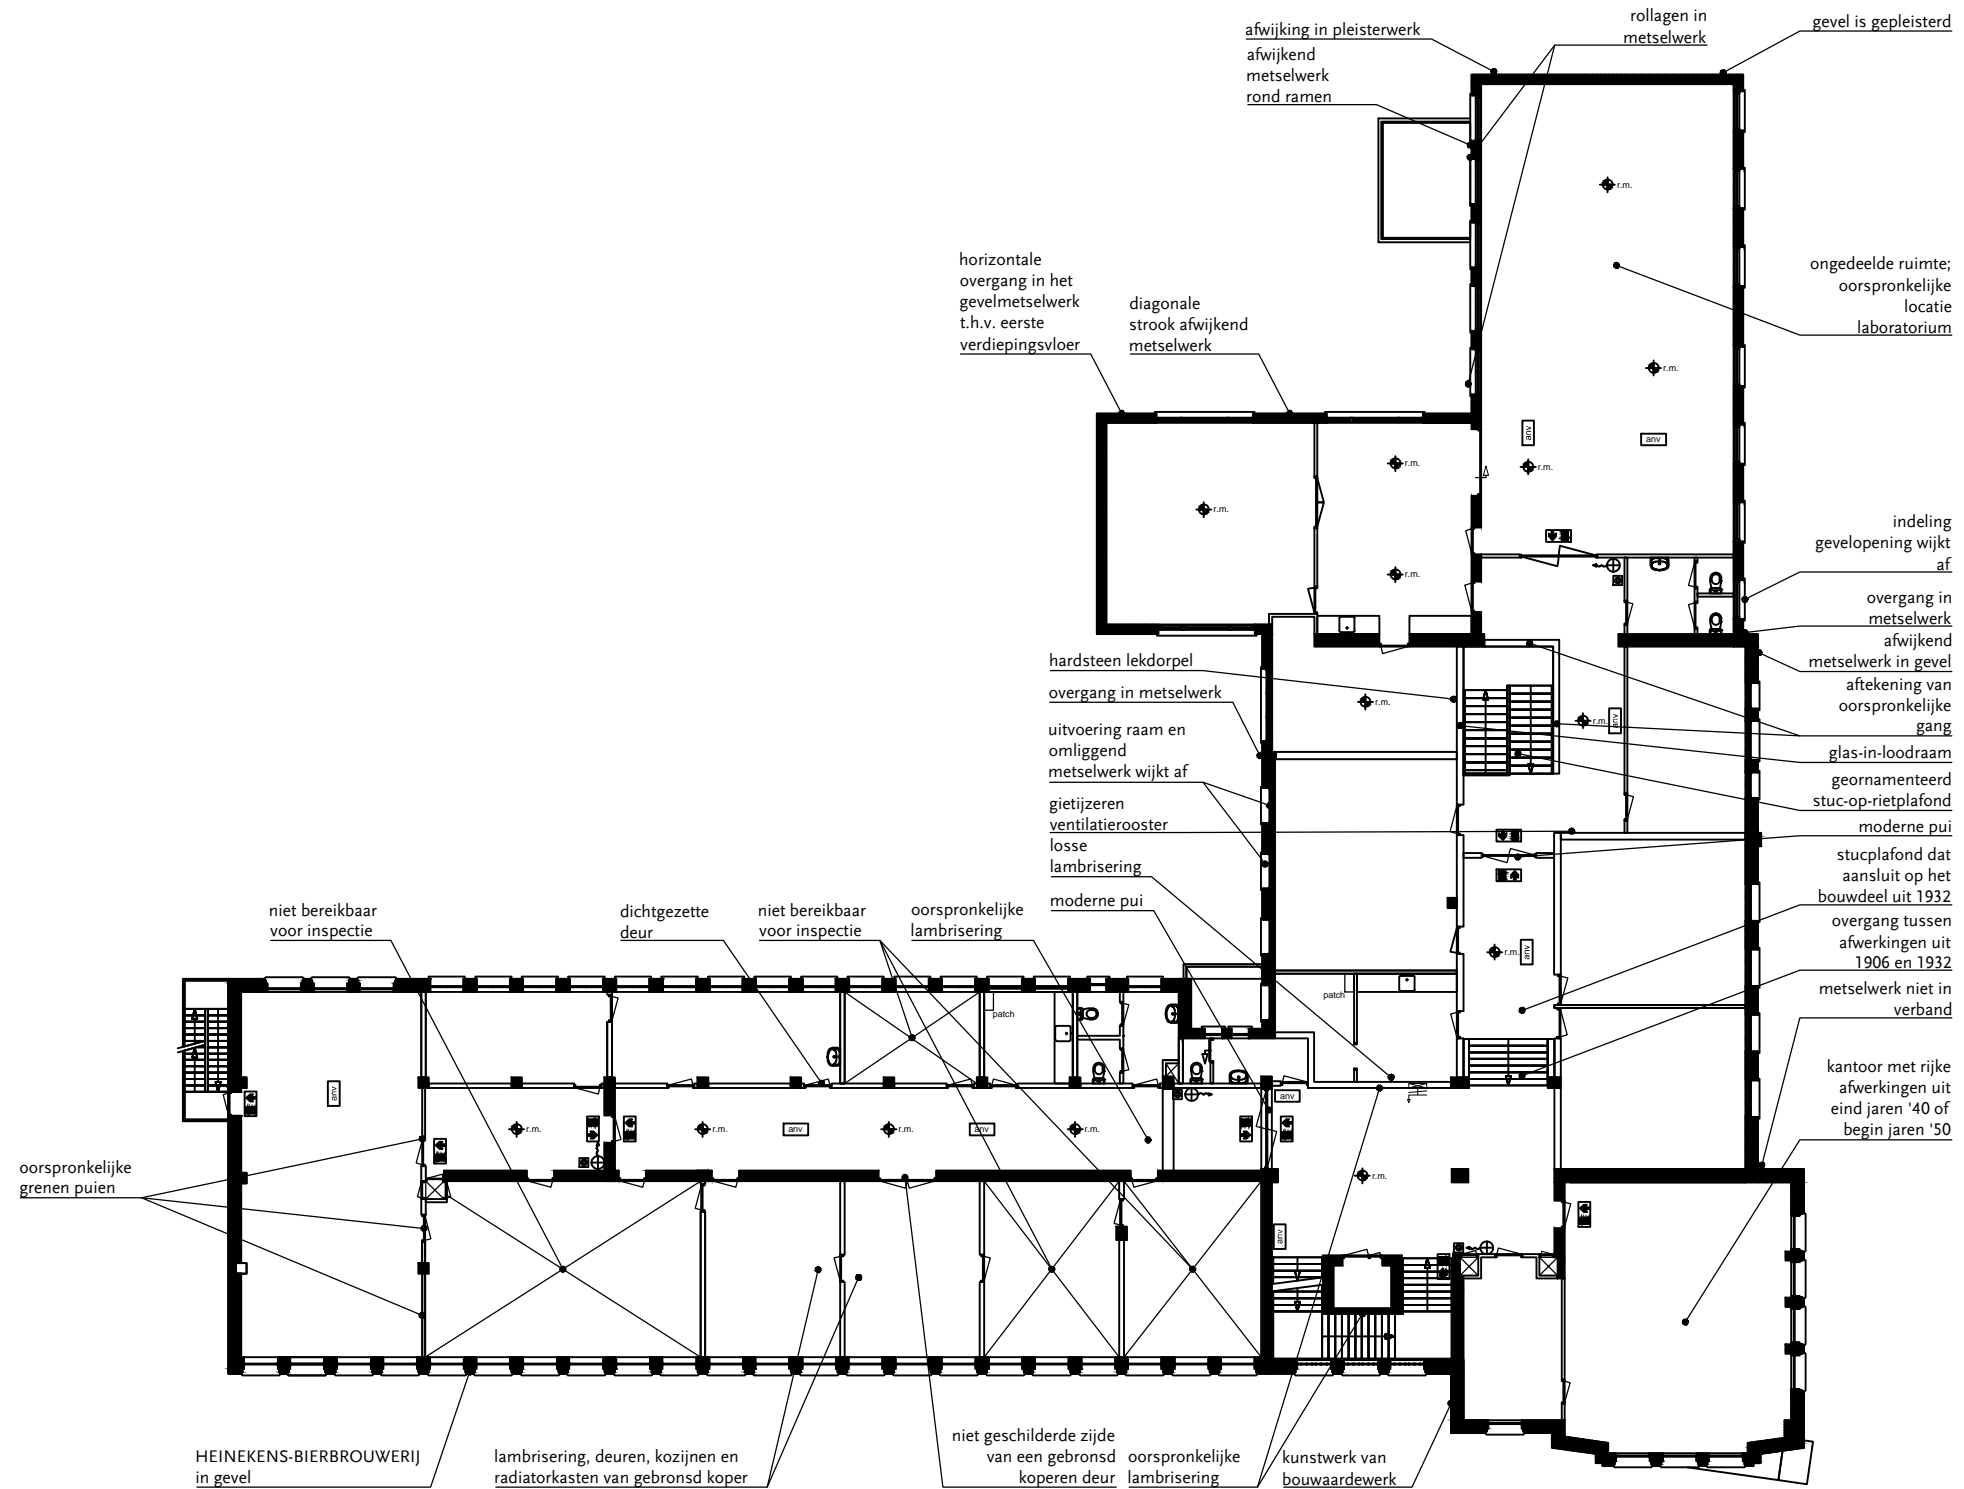 afwijking in pleisterwerk
afwijkend
metselwerk
rond ramen
rollagen in
metselwerk
gevel is gepleisterd
horizontale
overgang in het
gevelmetselwerk
t.h.v. eerste
verdiepingsvloer
diagonale
strook afwijkend
metselwerk
ongedeelde ruimte;
oorspronkelijke
locatie
laboratorium
r.m.
r.m.
anv
anv
r.m.
r.m.
r.m.
r.m.
indeling
gevelopening wijkt
af
overgang in
metselwerk
afwijkend
metselwerk in gevel
aftekening van
oorspronkelijke
gang
glas-in-loodraam
geornamenteerd
stuc-op-rietplafond
moderne pui
stucplafond dat
aansluit op het
bouwdeel uit 1932
overgang tussen
afwerkingen uit
1906 en 1932
metselwerk niet in
verband
kantoor met rijke
afwerkingen uit
eind jaren '40 of
begin jaren '50
hardsteen lekdorpel
overgang in metselwerk
uitvoering raam en
omliggend
metselwerk wijkt af
gietijzeren
ventilatierooster
losse
lambrisering
moderne pui
r.m.
r.m.
anv
r.m.
anv
patch
niet bereikbaar
voor inspectie
dichtgezette
deur
niet bereikbaar
voor inspectie
oorspronkelijke
lambrisering
patch
anv
anv
r.m.
r.m.
anv
r.m.
anv
r.m.
r.m.
anv
oorspronkelijke
grenen puien
HEINEKENS-BIERBROUWERIJ
in gevel
lambrisering, deuren, kozijnen en
radiatorkasten van gebronsd koper
niet geschilderde zijde
van een gebronsd
koperen deur
oorspronkelijke
lambrisering
kunstwerk van
bouwaardewerk